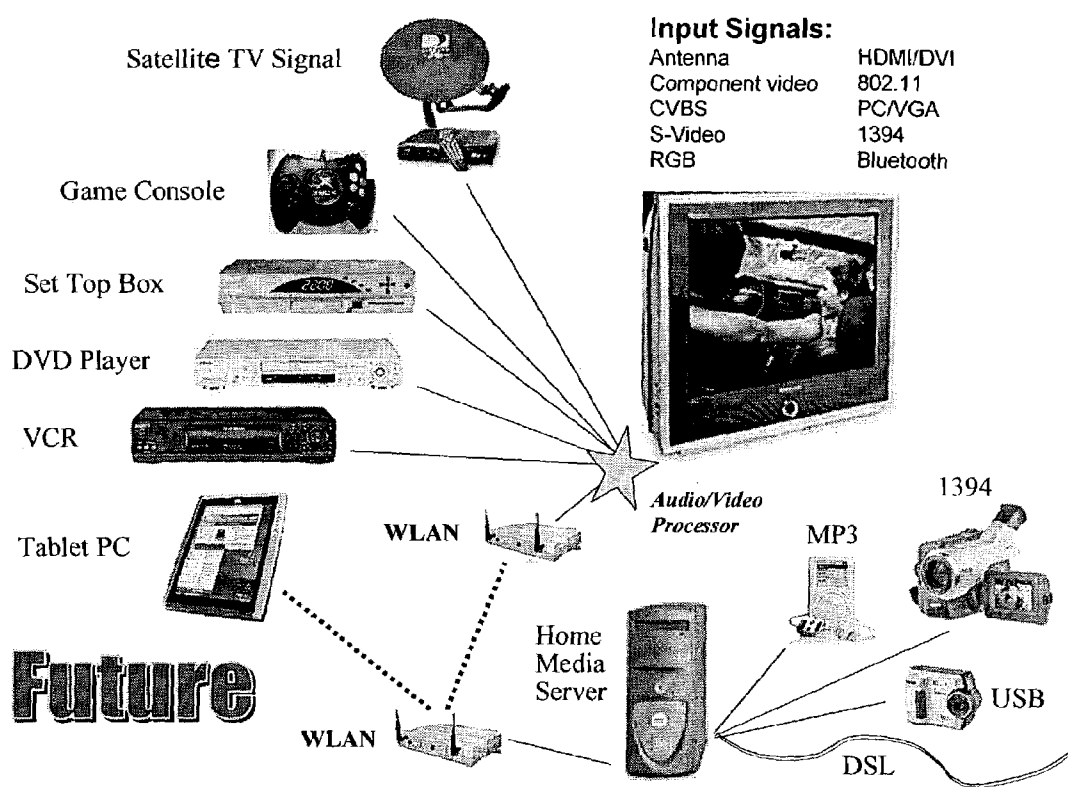 Satellite TV Signal
Input Signals:
Antenna HDMI/DVI
Component video 802.11
CVBS PC/VGA
S-Video 1394
RGB Bluetooth
Game Console
Set Top Box
DVD Player
VCR
Tablet PC
WLAN
Audio/Video
Processor
1394
MP3
Home
Media
Server
Future
USB
WLAN
DSL